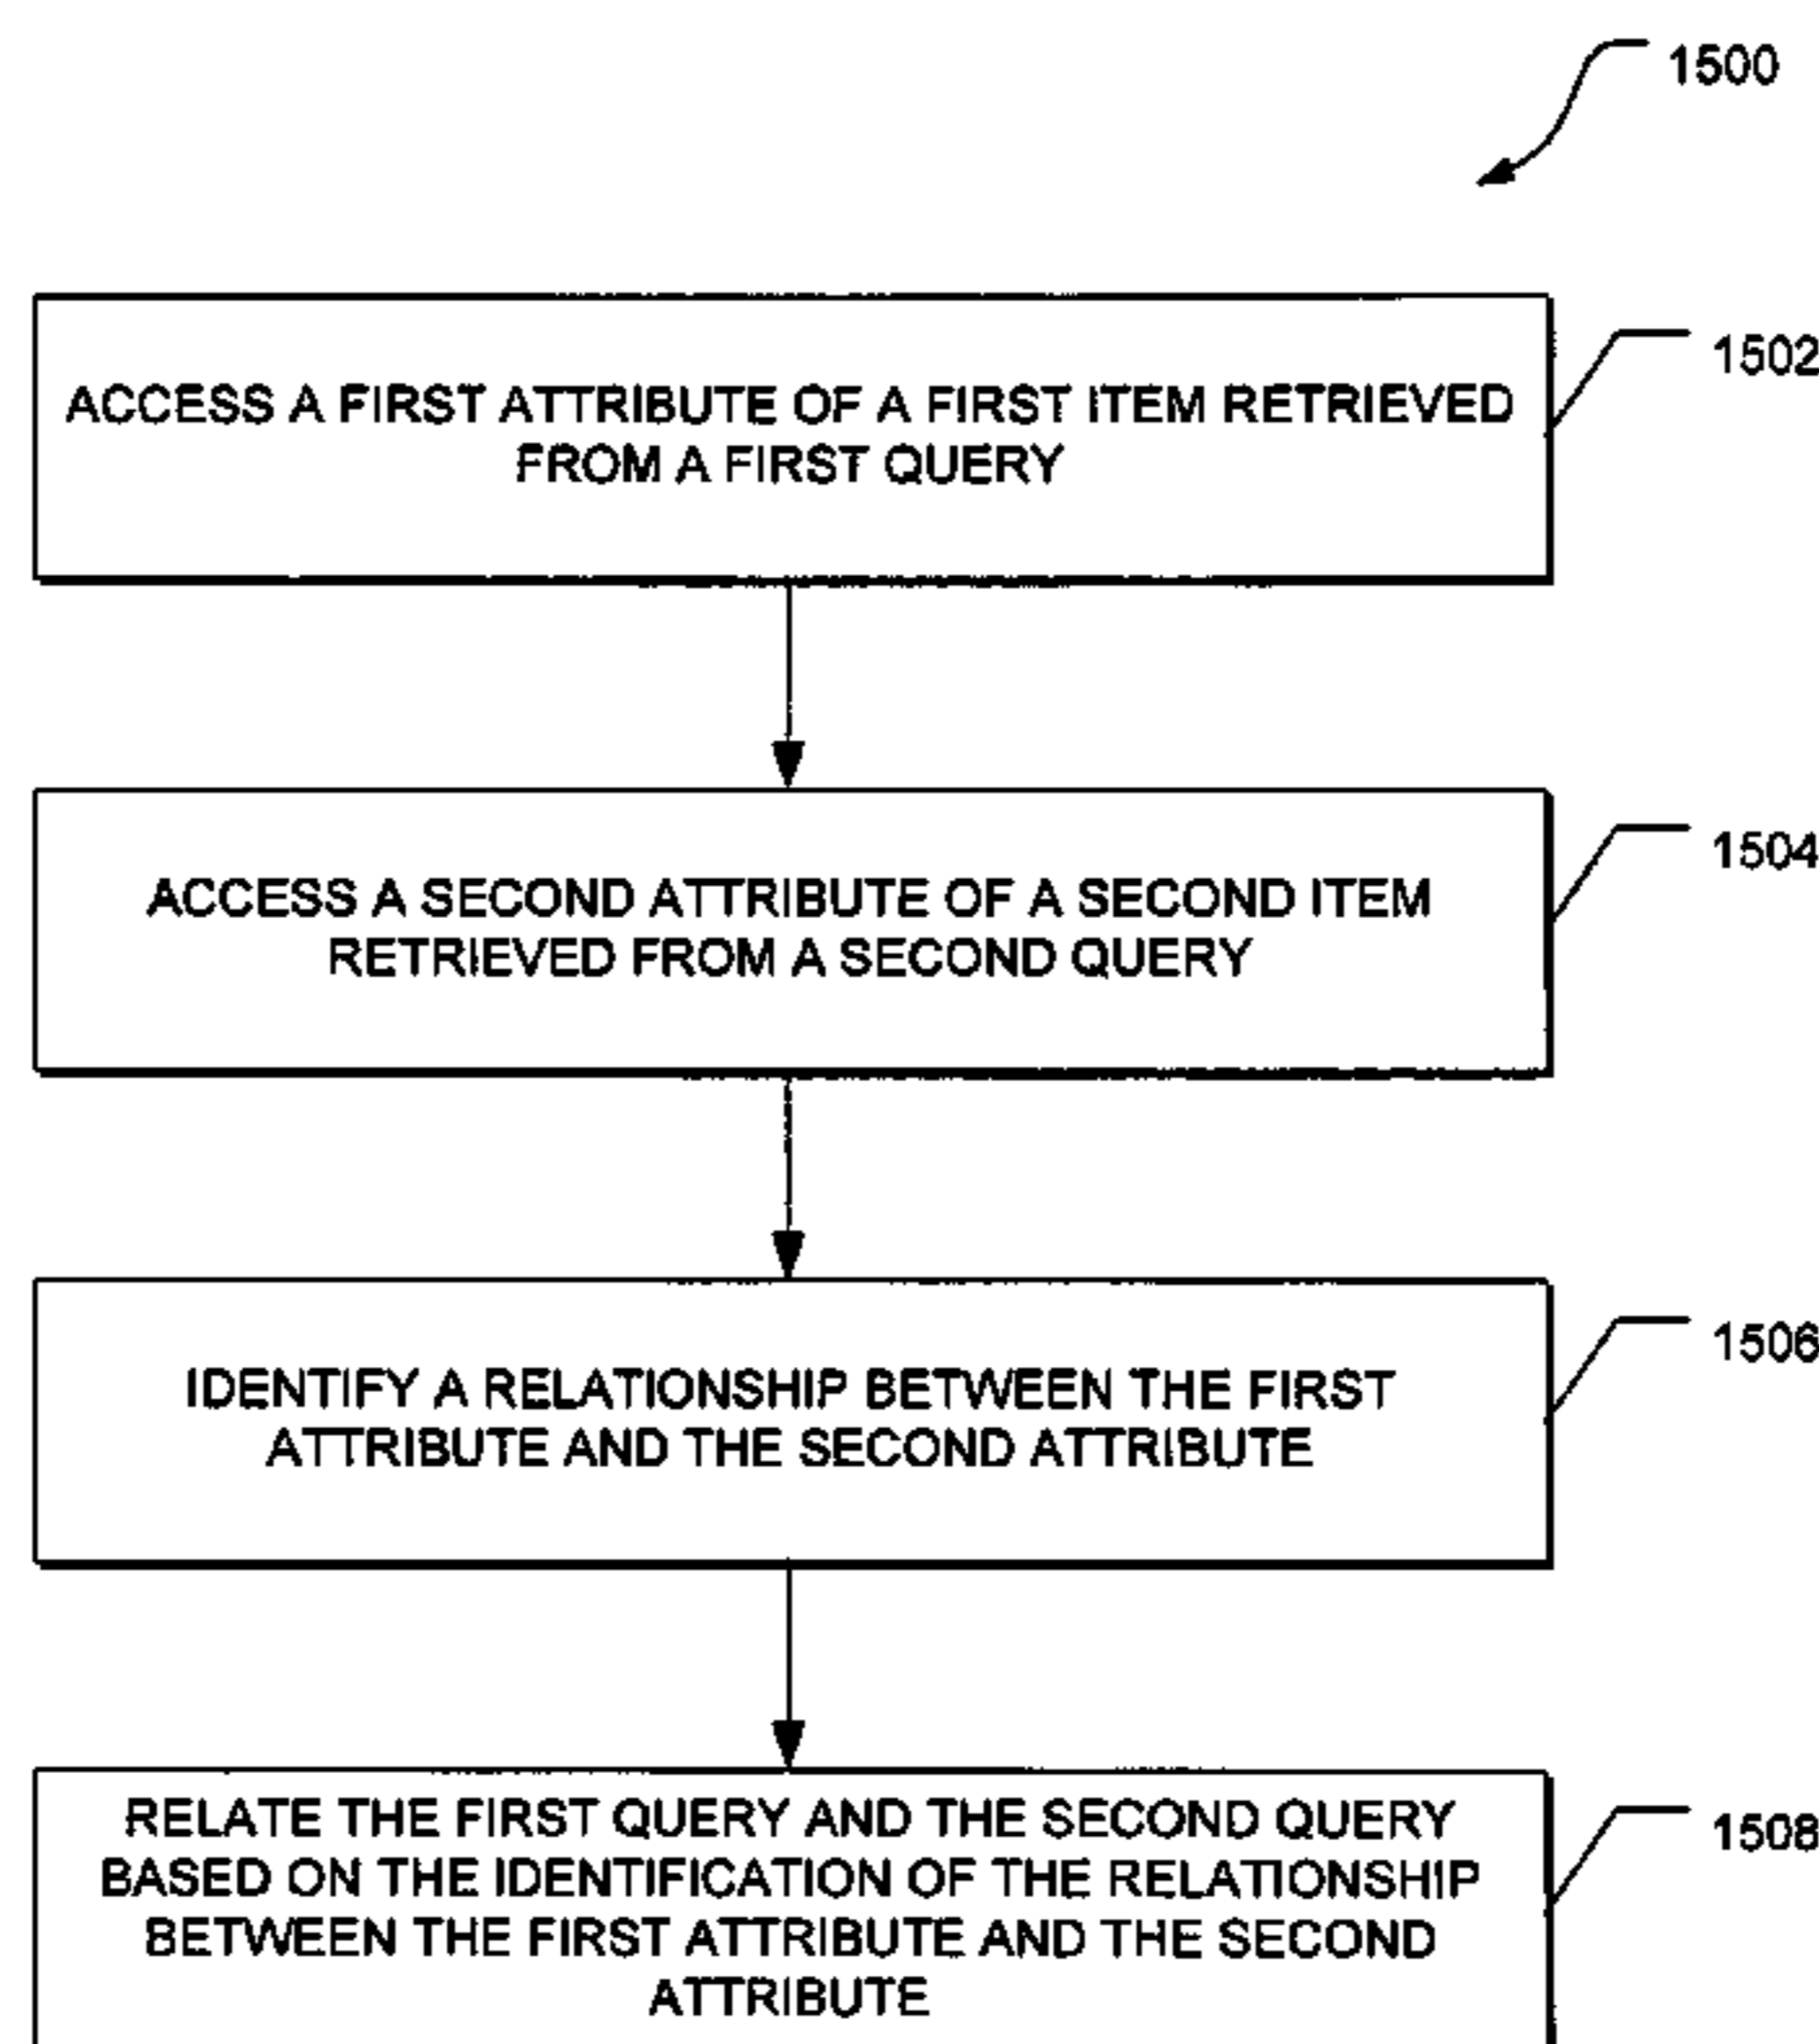 1500
1502
ACCESS A FIRST ATTRIBUTE OF A FIRST ITEM RETRIEVED
FROM A FIRST QUERY
1504
ACCESS A SECOND ATTRIBUTE OF A SECOND ITEM
RETRIEVED FROM A SECOND QUERY
1506
IDENTIFY A RELATIONSHIP BETWEEN THE FIRST
ATTRIBUTE AND THE SECOND ATTRIBUTE
1508
RELATE THE FIRST QUERY AND THE SECOND QUERY
BASED ON THE IDENTIFICATION OF THE RELATIONSHIP
BETWEEN THE FIRST ATTRIBUTE AND THE SECOND
ATTRIBUTE